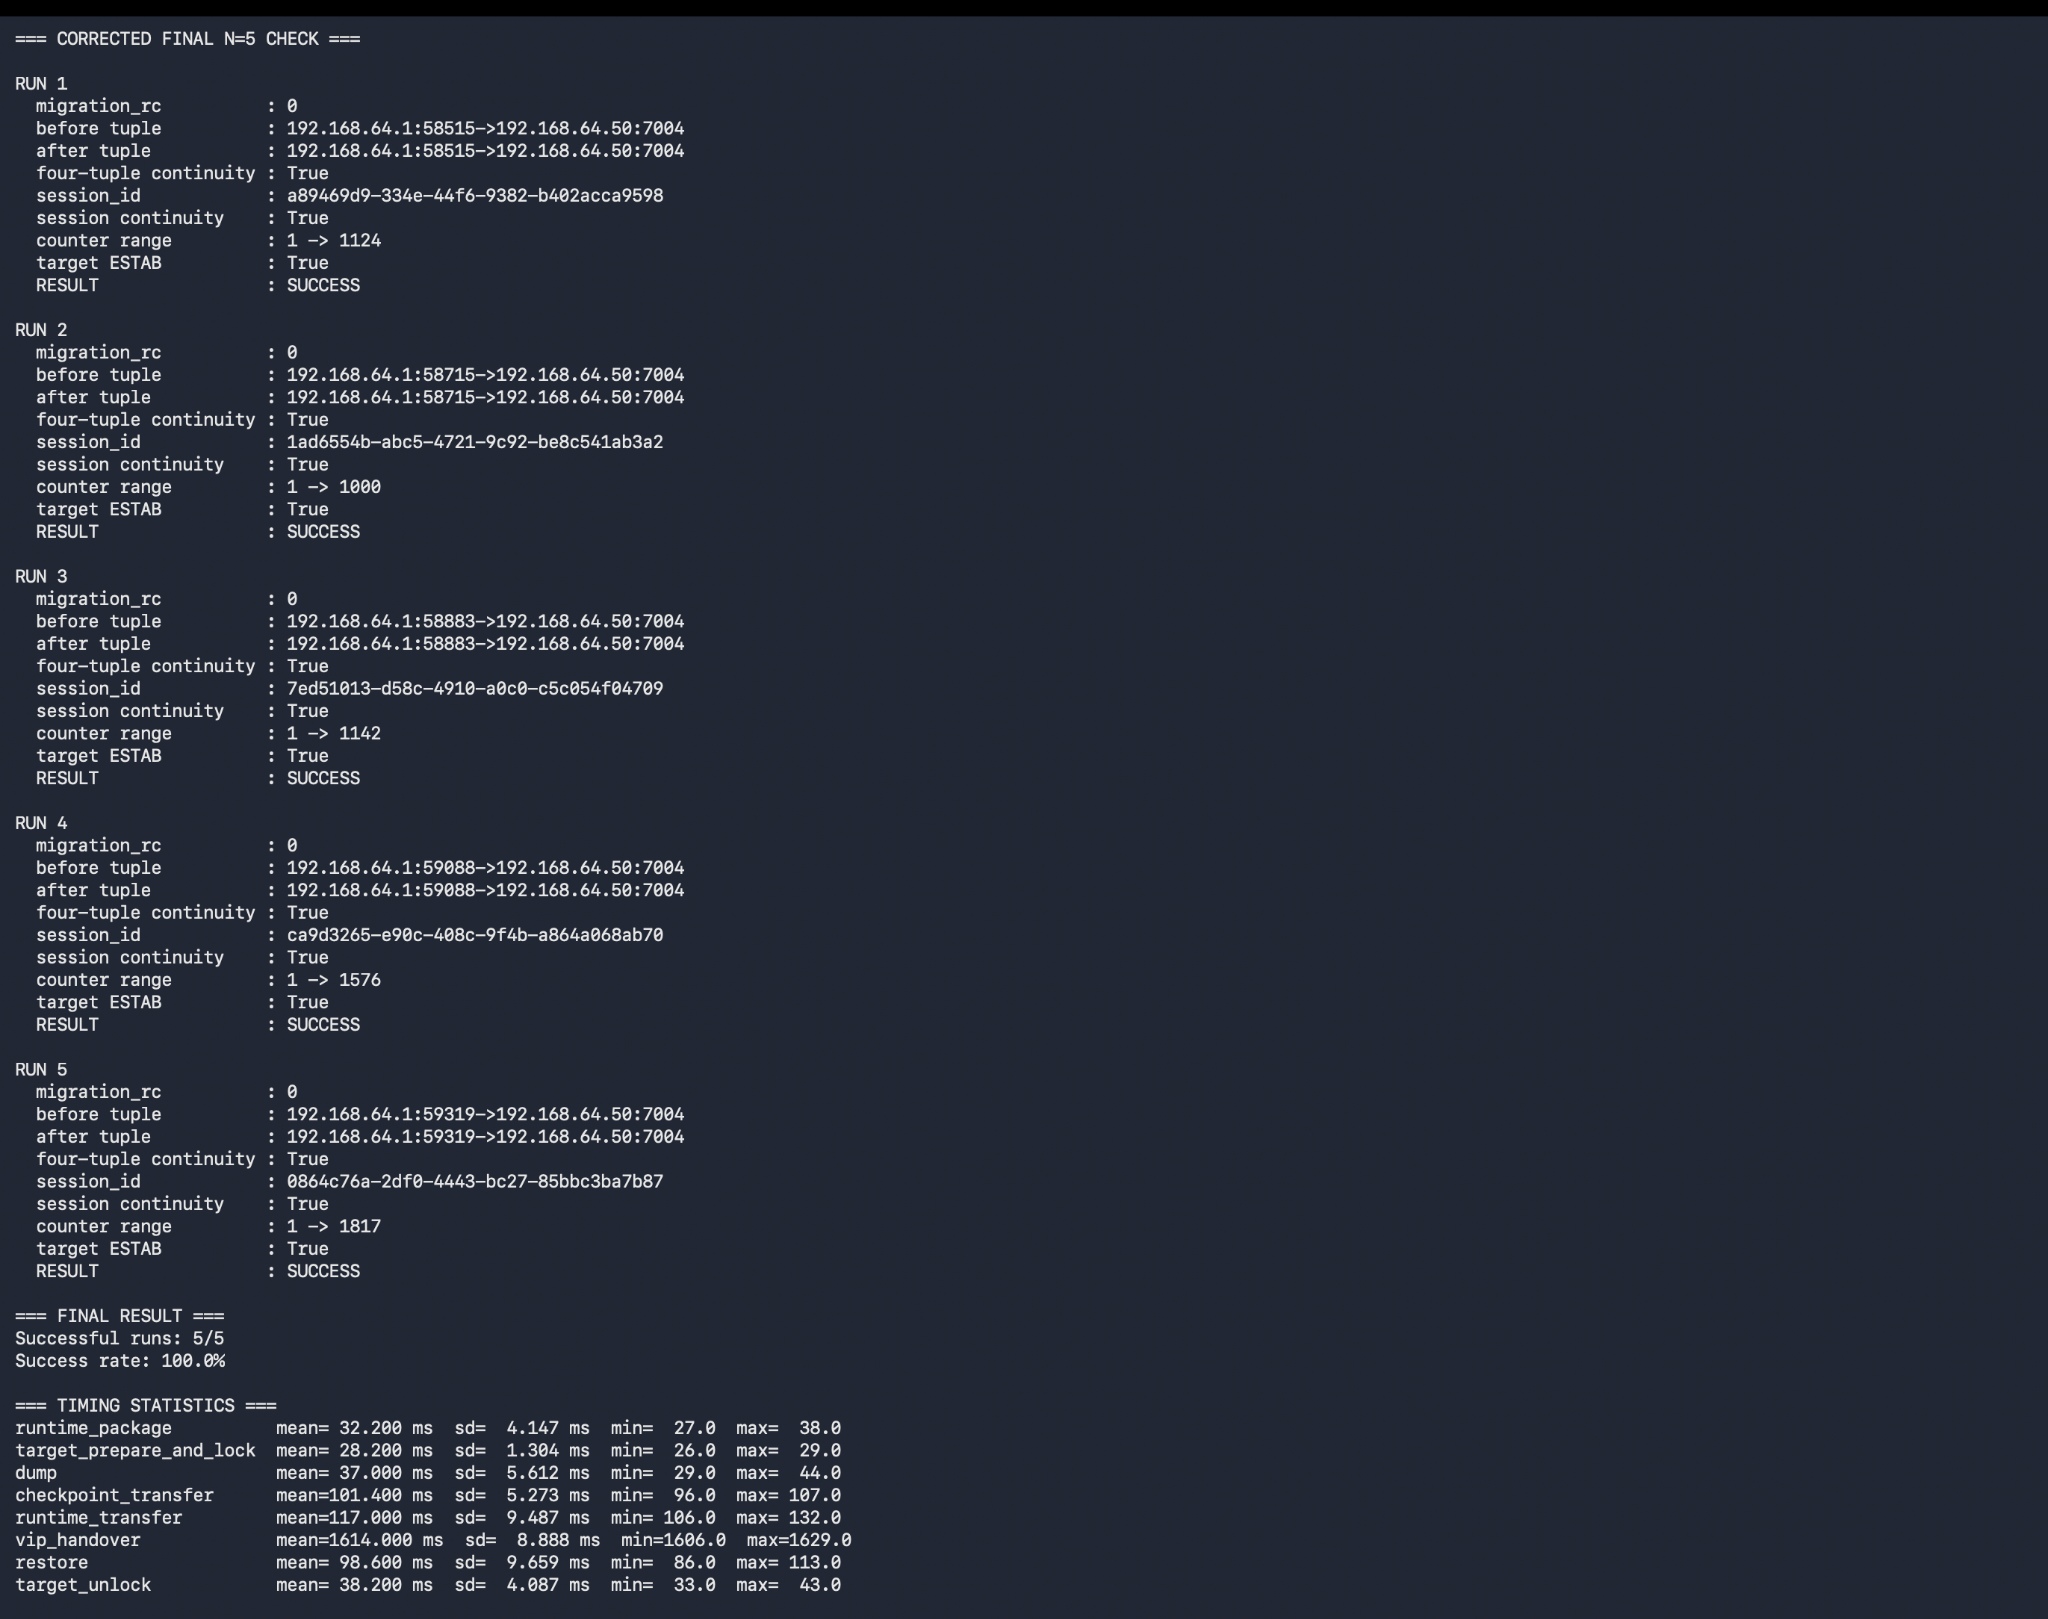 === CORRECTED FINAL N=5 CHECK ===
RUN 1
migration_rc : 0
before tuple : 192.168.64.1:58515->192.168.64.50:7004
after tuple : 192.168.64.1:58515->192.168.64.50:7004
four-tuple continuity : True
session_id : a89469d9-334e-44f6-9382-b402acca9598
session continuity : True
counter range : 1 -> 1124
target ESTAB : True
RESULT : SUCCESS
RUN 2
migration_rc : 0
before tuple : 192.168.64.1:58715->192.168.64.50:7004
after tuple : 192.168.64.1:58715->192.168.64.50:7004
four-tuple continuity : True
session_id : 1ad6554b-abc5-4721-9c92-be8c541ab3a2
session continuity : True
counter range : 1 -> 1000
target ESTAB : True
RESULT : SUCCESS
RUN 3
migration_rc : 0
before tuple : 192.168.64.1:58883->192.168.64.50:7004
after tuple : 192.168.64.1:58883->192.168.64.50:7004
four-tuple continuity : True
session_id : 7ed51013-d58c-4910-a0c0-c5c054f04709
session continuity : True
counter range : 1 -> 1142
target ESTAB : True
RESULT : SUCCESS
RUN 4
migration_rc : 0
before tuple : 192.168.64.1:59088->192.168.64.50:7004
after tuple : 192.168.64.1:59088->192.168.64.50:7004
four-tuple continuity : True
session_id : ca9d3265-e90c-408c-9f4b-a864a068ab70
session continuity : True
counter range : 1 -> 1576
target ESTAB : True
RESULT : SUCCESS
RUN 5
migration_rc : 0
before tuple : 192.168.64.1:59319->192.168.64.50:7004
after tuple : 192.168.64.1:59319->192.168.64.50:7004
four-tuple continuity : True
session_id : 0864c76a-2df0-4443-bc27-85bbc3ba7b87
session continuity : True
counter range : 1 -> 1817
target ESTAB : True
RESULT : SUCCESS
=== FINAL RESULT ===
Successful runs: 5/5
Success rate: 100.0%
=== TIMING STATISTICS ===
runtime_package mean= 32.200 ms sd= 4.147 ms min= 27.0 max= 38.0
target_prepare_and_lock mean= 28.200 ms sd= 1.304 ms min= 26.0 max= 29.0
dump mean= 37.000 ms sd= 5.612 ms min= 29.0 max= 44.0
checkpoint_transfer mean=101.400 ms sd= 5.273 ms min= 96.0 max= 107.0
runtime_transfer mean=117.000 ms sd= 9.487 ms min= 106.0 max= 132.0
vip_handover mean=1614.000 ms sd= 8.888 ms min=1606.0 max=1629.0
restore mean= 98.600 ms sd= 9.659 ms min= 86.0 max= 113.0
target_unlock mean= 38.200 ms sd= 4.087 ms min= 33.0 max= 43.0